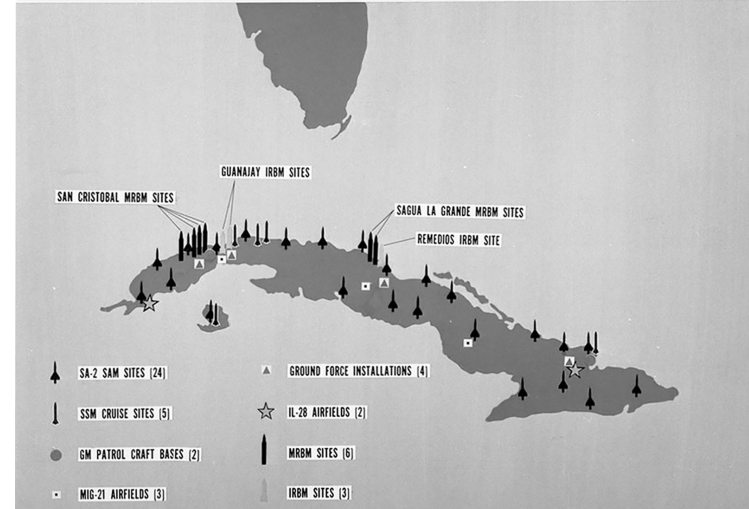 GUANAJAY IRBM SITES
SAN CRISTOBAL MRBM SITES
SAGUA LA GRANDE MRBM SITES
REMEDIOS IRBM SITE
SA-2 SAM SITES (24)
SSM CRUISE SITES (5)
GM PATROL CRAFT BASES (2)
MIG-21 AIRFIELDS (3)
GROUND FORCE INSTALLATIONS (4)
IL-28 AIRFIELDS (2)
MRBM SITES (6)
IRBM SITES (3)